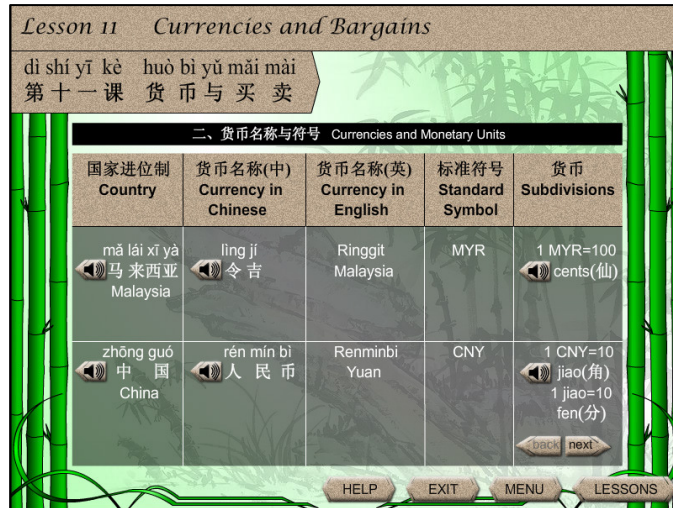 Lesson 11 Currencies and Bargains
dì shí yī kè huò bì yǔ mǎi mài
第十一课 货币与买卖
二、货币名称与符号 Currencies and Monetary Units
国家进位制
Country
货币名称(中)
Currency in
Chinese
货币名称(英)
Currency in
English
标准符号
Standard
Symbol
货币
Subdivisions
mǎ lái xī yà
马来西亚
Malaysia
lìng jí
令吉
Ringgit
Malaysia
MYR
1 MYR=100
cents(仙)
zhōng guó
中国
China
rén mín bì
人民币
Renminbi
Yuan
CNY
1 CNY=10
jiao(角)
1 jiao=10
fen(分)
back next
HELP EXIT MENU LESSONS